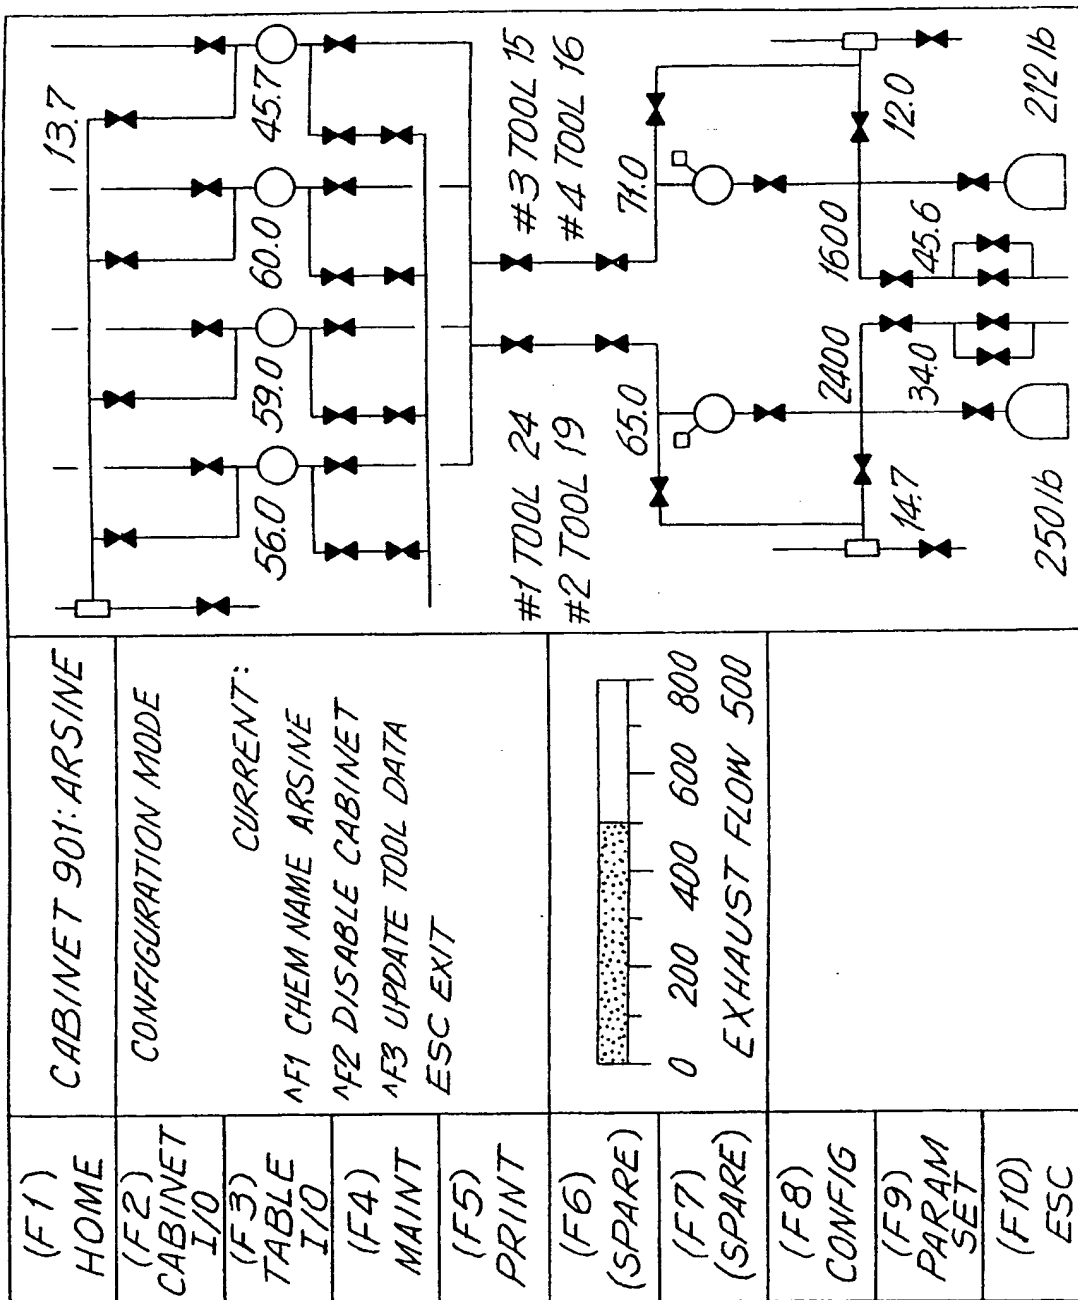 (F1)
HOME
(F2)
CABINET
I/O
(F3)
TABLE
I/O
(F4)
MAINT
(F5)
PRINT
(F6)
(SPARE)
(F7)
(SPARE)
(F8)
CONFIG
(F9)
PARAM
SET
(F10)
ESC
CABINET 901: ARSINE
CONFIGURATION MODE
CURRENT:
^F1 CHEM NAME ARSINE
^F2 DISABLE CABINET
^F3 UPDATE TOOL DATA
ESC EXIT
0 200 400 600 800
EXHAUST FLOW 500
13.7
56.0 59.0 60.0 45.7
#1 TOOL 24 #3 TOOL 15
#2 TOOL 19 #4 TOOL 16
65.0 71.0
2400 1600
14.7 12.0
34.0 45.6
250 lb 212 lb